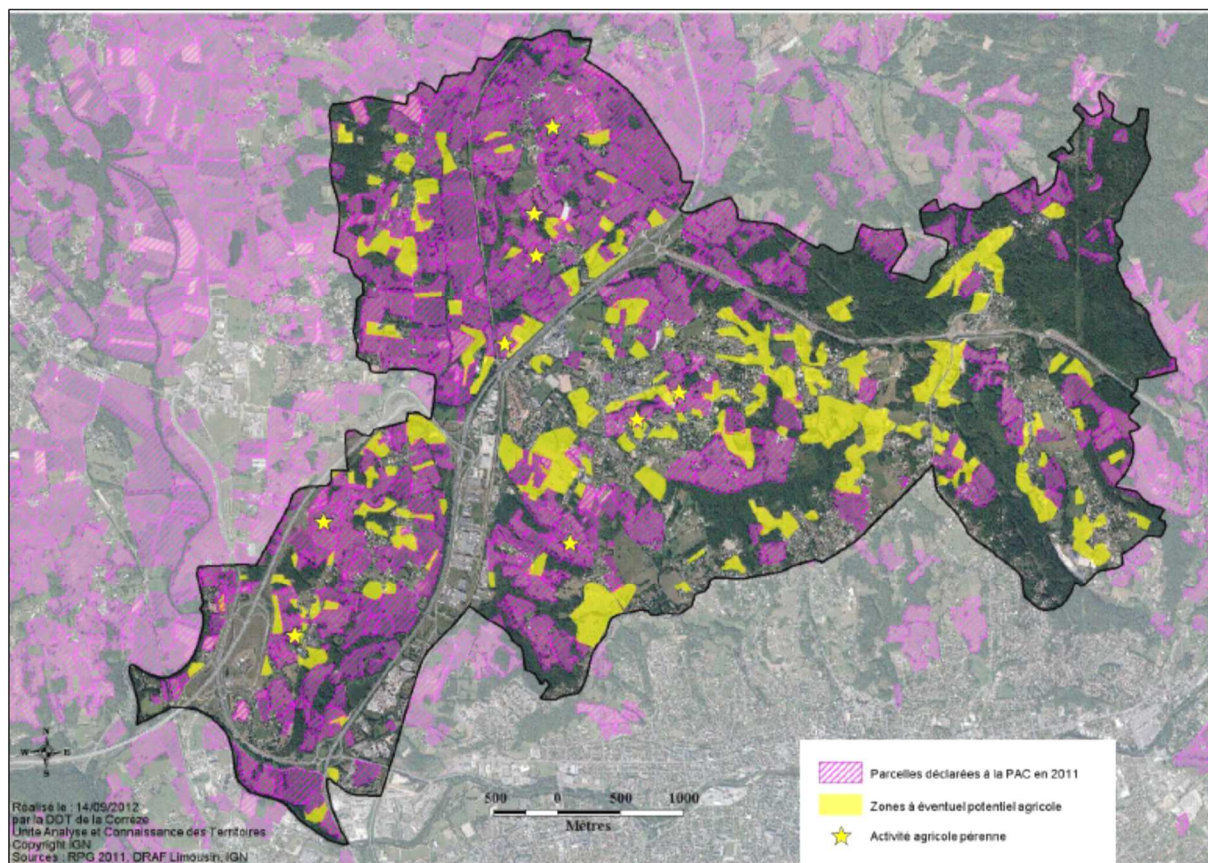 N
W E
S
Réalisé le : 14/09/2012
par la DDT de la Corrèze
Unité Analyse et Connaissance des Territoires
Copyright IGN
Sources : RPG 2011, DRAF Limousin, IGN
500 0 500 1000
Mètres
Parcelles déclarées à la PAC en 2011
Zones à éventuel potentiel agricole
Activité agricole pérenne